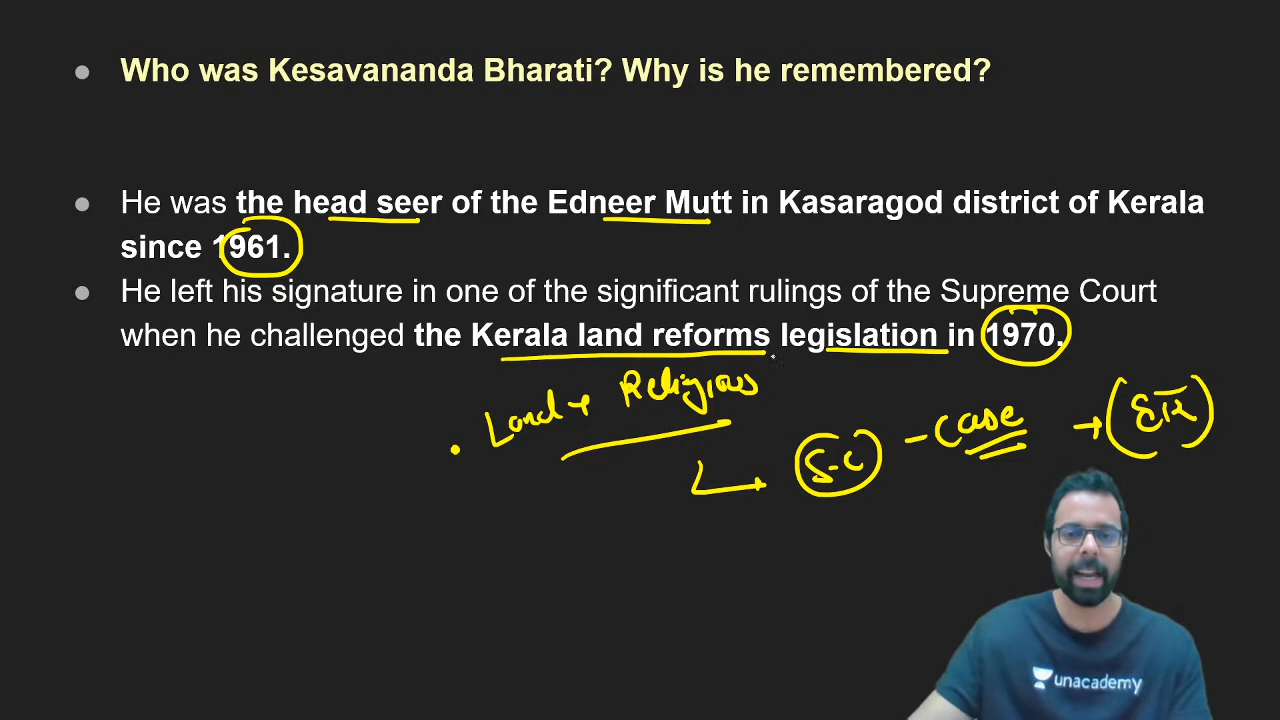 Who was Kesavananda Bharati? Why is he remembered?
He was the head seer of the Edneer Mutt in Kasaragod district of Kerala
since 1961.
He left his signature in one of the significant rulings of the Supreme Court
when he challenged the Kerala land reforms legislation in 1970.
Land + Religious
S.C - Case →
unacademy